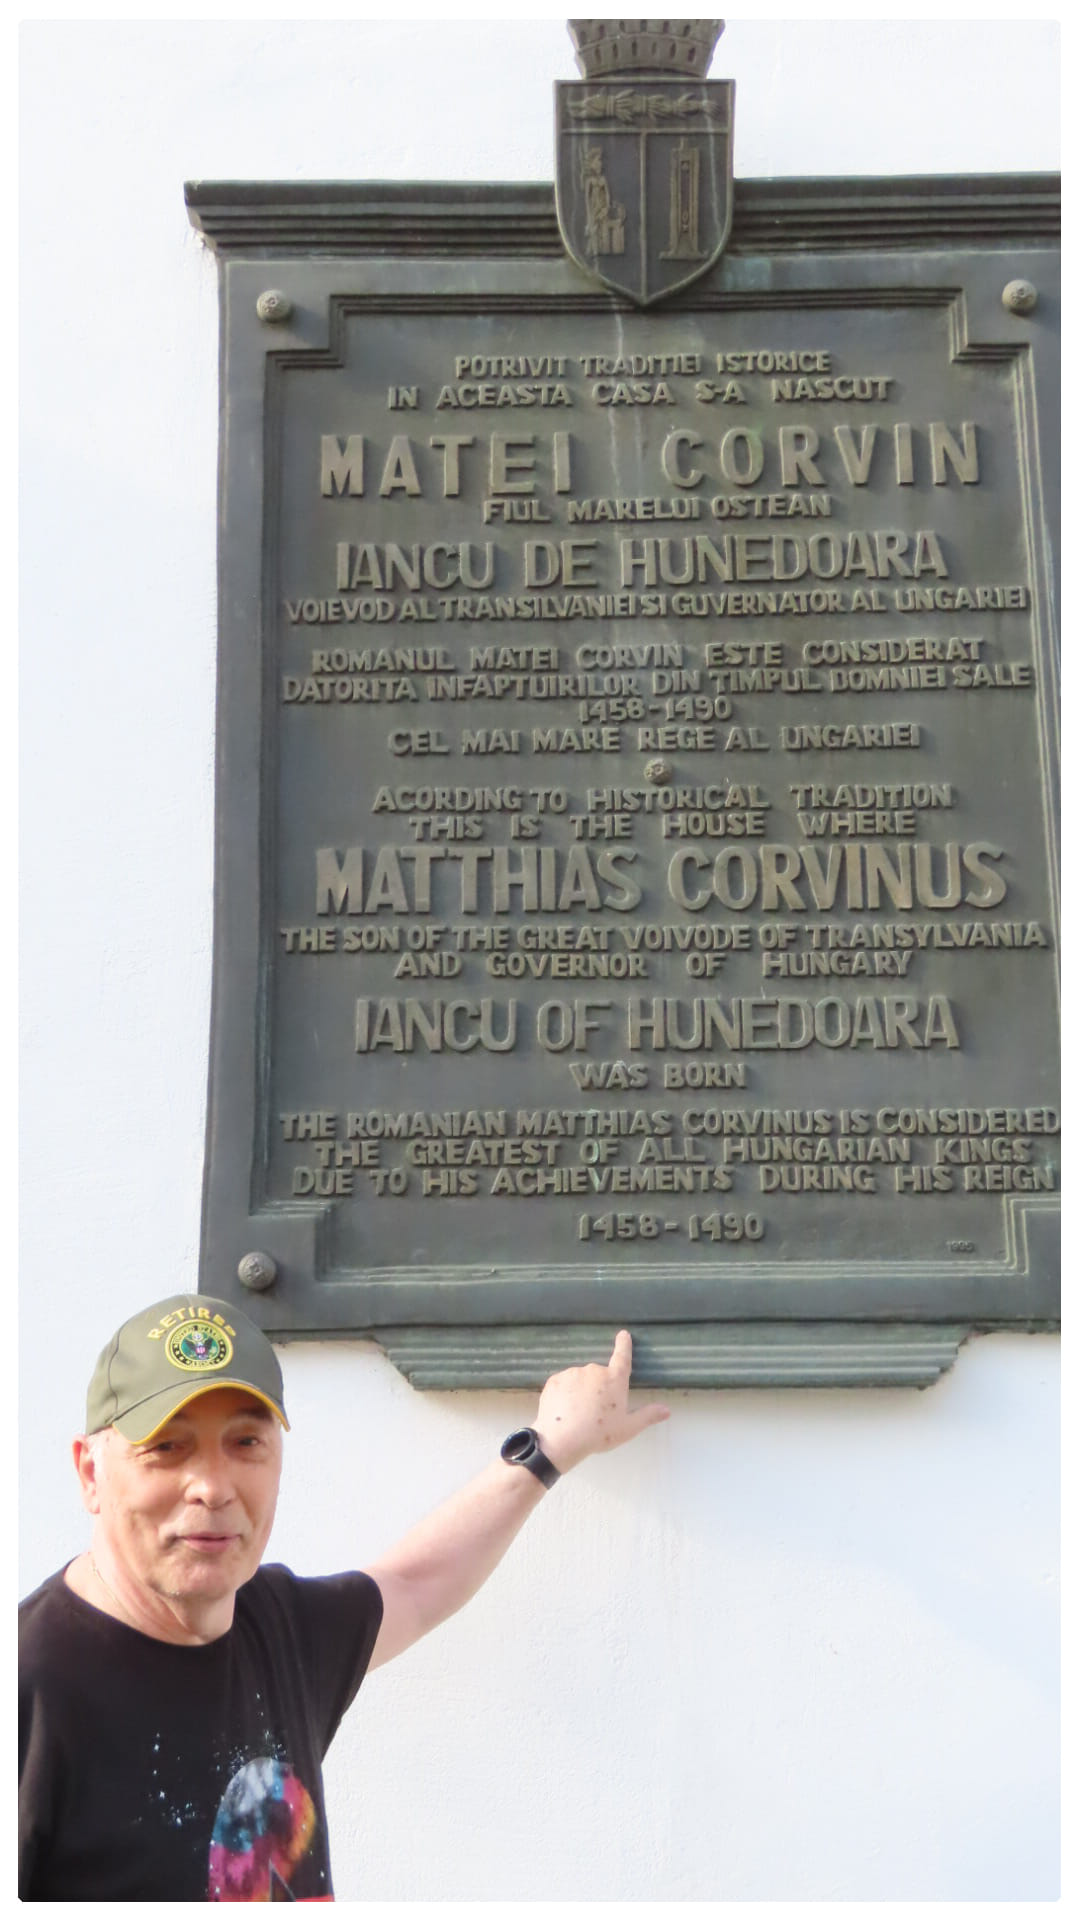 POTRIVIT TRADITIEI ISTORICE
IN ACEASTA CASA S-A NASCUT
MATEI CORVIN
FIUL MARELUI OSTEAN
IANCU DE HUNEDOARA
VOIEVOD AL TRANSILVANIEI SI GUVERNATOR AL UNGARIEI
ROMANUL MATEI CORVIN ESTE CONSIDERAT
DATORITA INFAPTUIRILOR DIN TIMPUL DOMNIEI SALE
1458-1490
CEL MAI MARE REGE AL UNGARIEI
ACORDING TO HISTORICAL TRADITION
THIS IS THE HOUSE WHERE
MATTHIAS CORVINUS
THE SON OF THE GREAT VOIVODE OF TRANSYLVANIA
AND GOVERNOR OF HUNGARY
IANCU OF HUNEDOARA
WAS BORN
THE ROMANIAN MATTHIAS CORVINUS IS CONSIDERED
THE GREATEST OF ALL HUNGARIAN KINGS
DUE TO HIS ACHIEVEMENTS DURING HIS REIGN
1458-1490
RETIRED